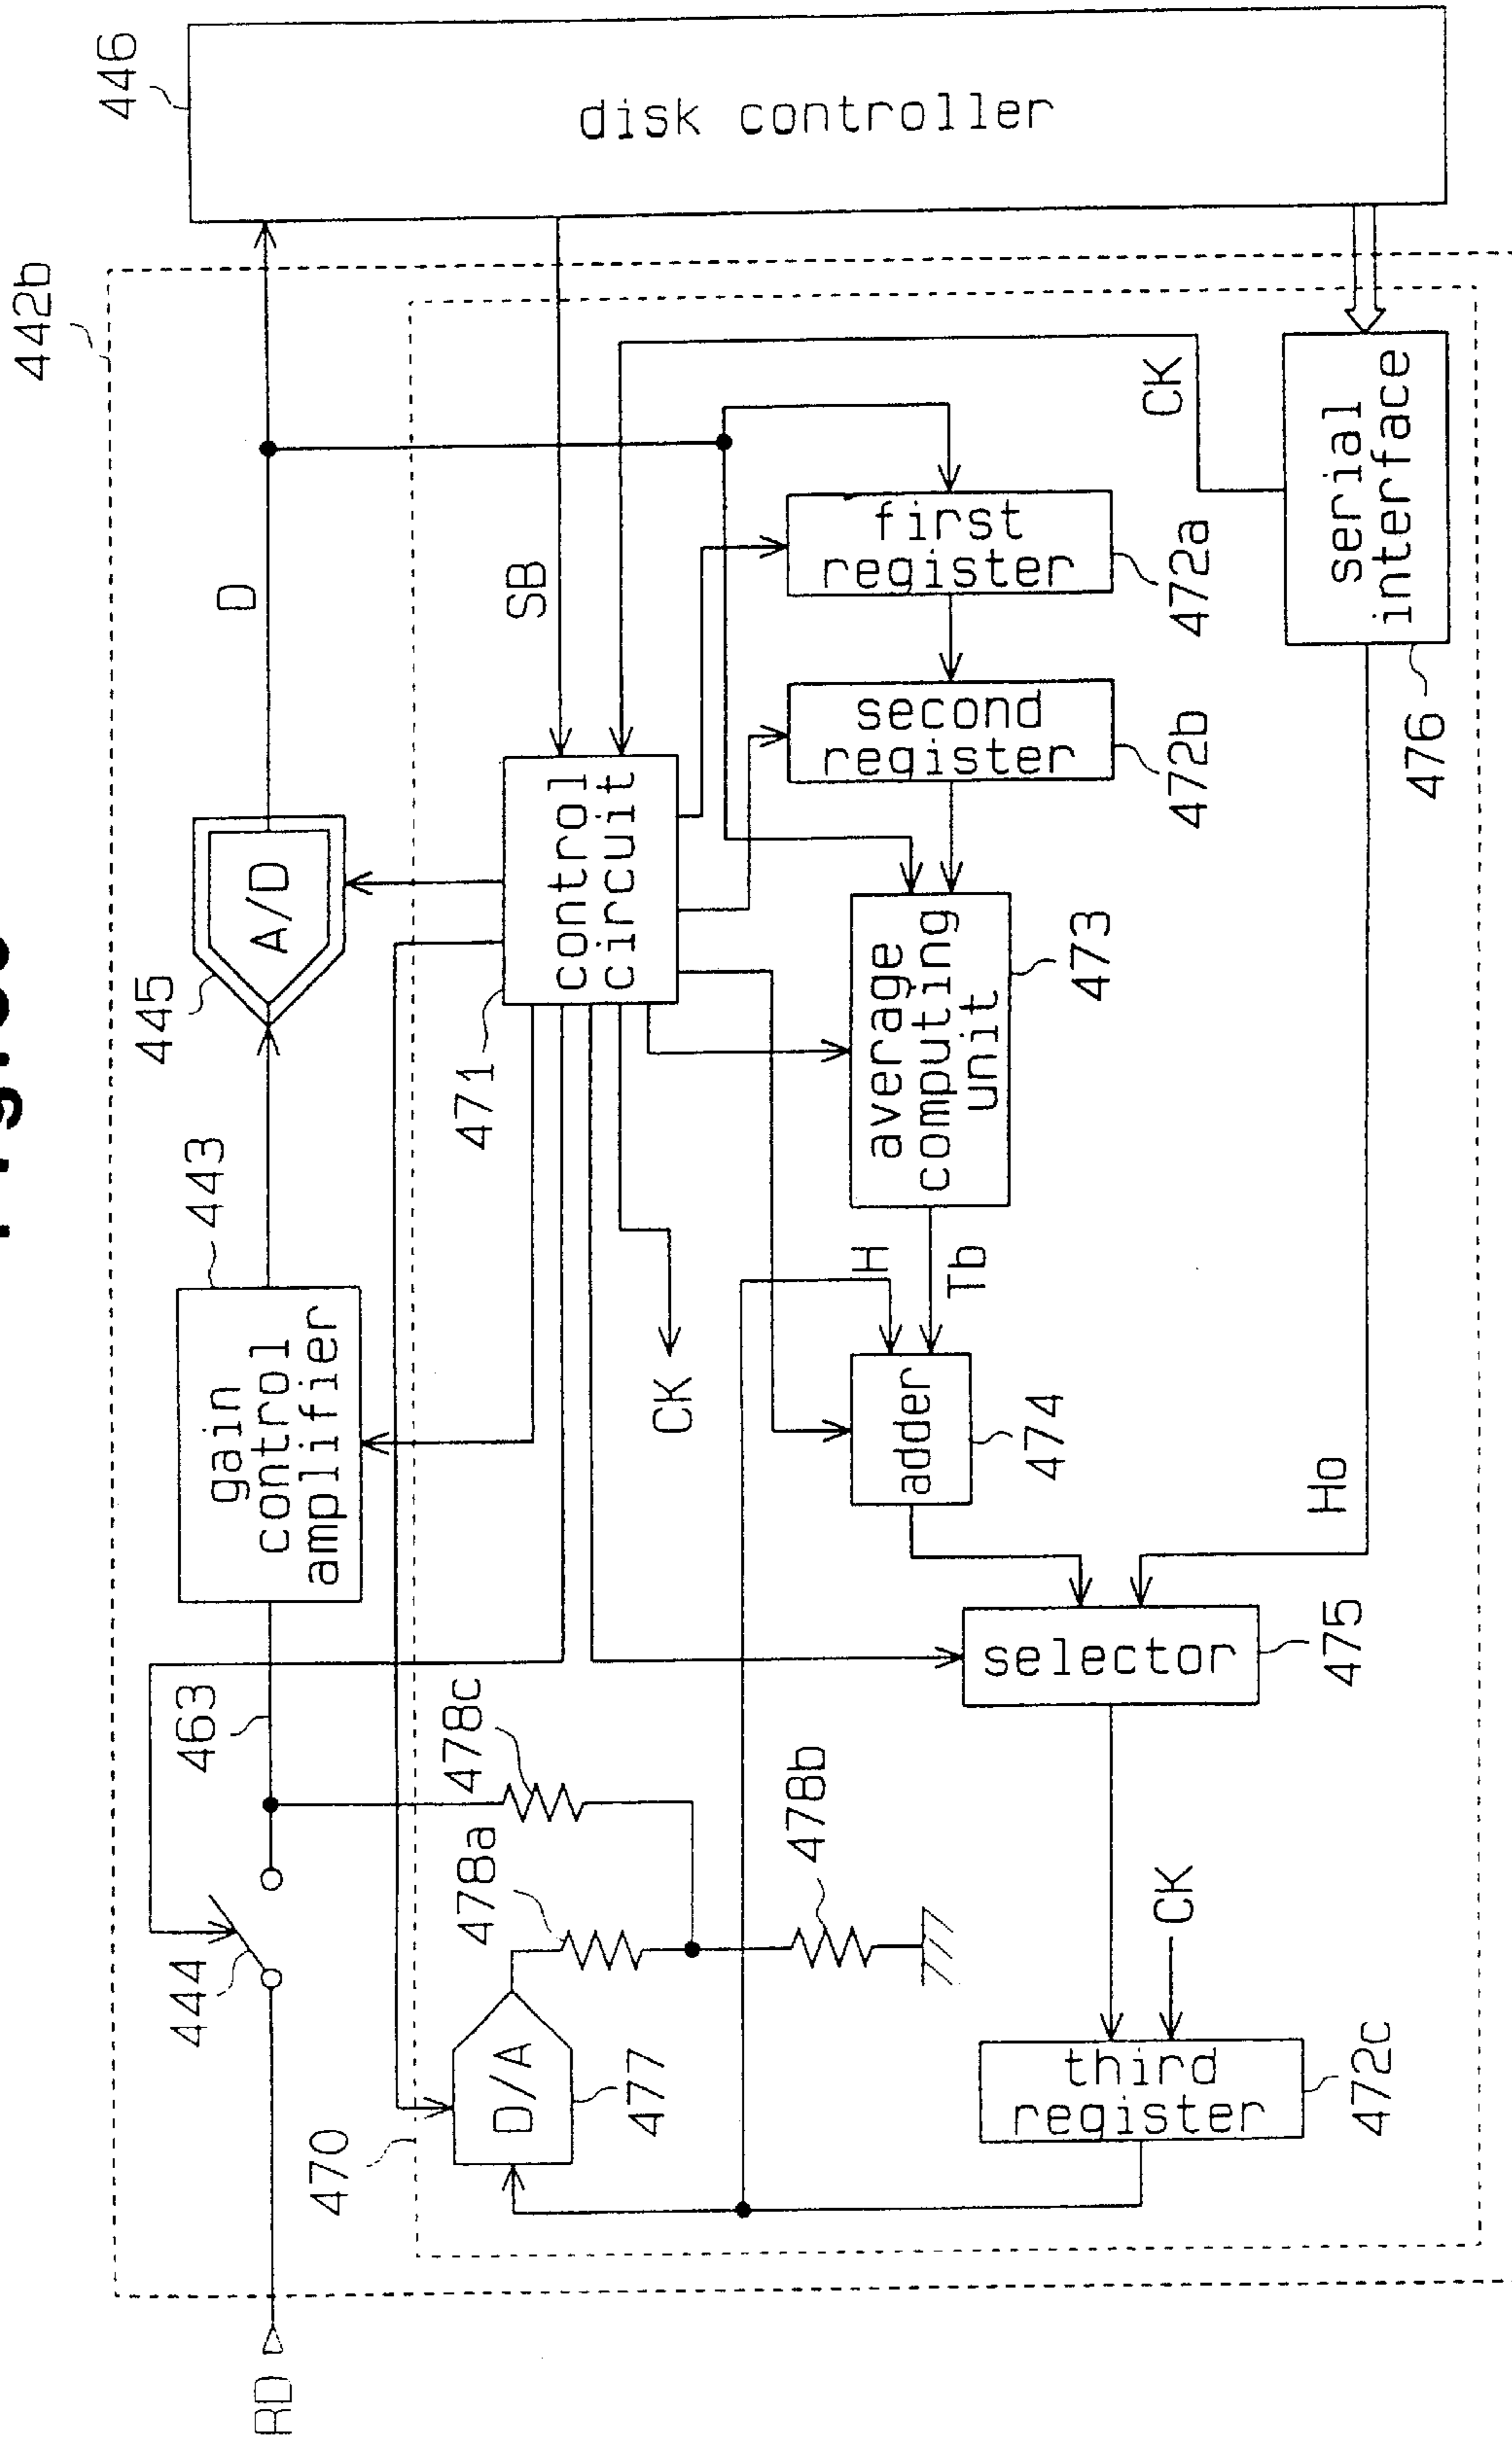 442b
446
RD
444
463
gain
control
amplifier
443
445
A/D
D
disk controller
470
D/A
477
478a
478c
478b
471
control
circuit
SB
CK
first
register
472a
second
register
472b
average
computing
unit
473
H
Tb
adder
474
CK
selector
475
Ho
third
register
472c
CK
serial
interface
476